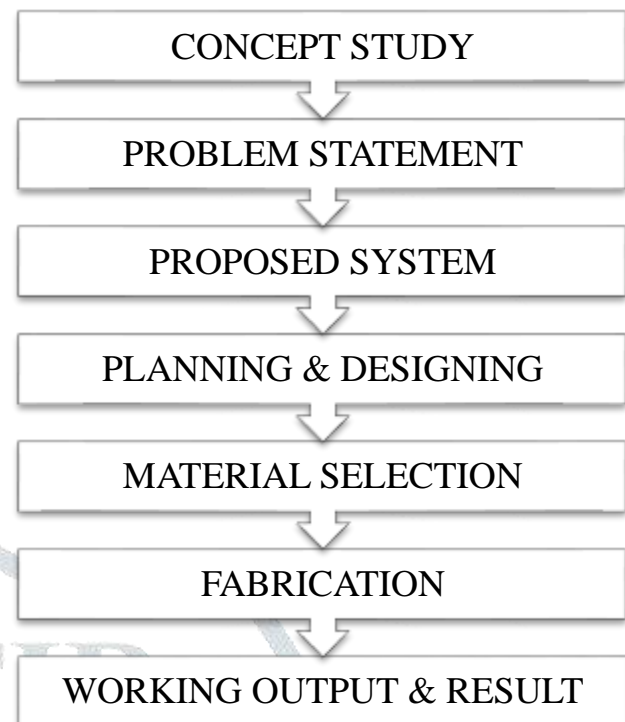 CONCEPT STUDY
PROBLEM STATEMENT
PROPOSED SYSTEM
PLANNING & DESIGNING
MATERIAL SELECTION
FABRICATION
WORKING OUTPUT & RESULT